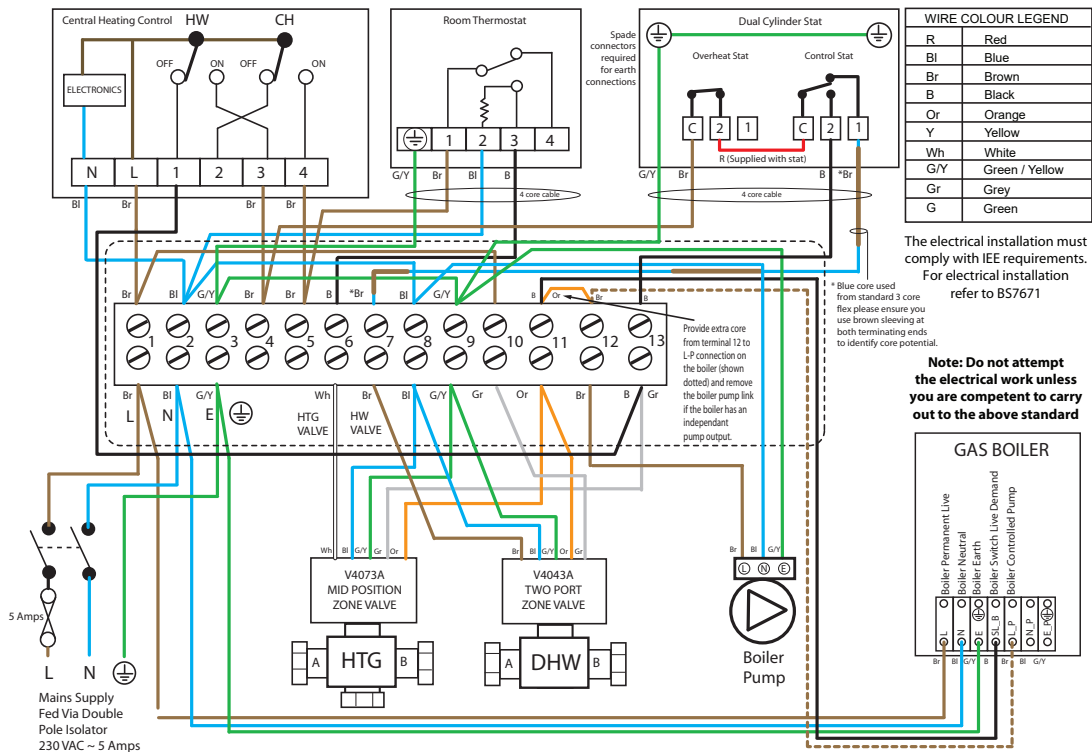 Central Heating Control
HW
CH
OFF
ON
OFF
ON
ELECTRONICS
N
L
1
2
3
4
Bl
Br
B
Br
Br
Room Thermostat
4
2
3
1
2
3
4
G/Y
Br
Bl
B
4 core cable
Spade
connectors
required
for earth
connections
Dual Cylinder Stat
Overheat Stat
Control Stat
C
2
1
C
2
1
R (Supplied with stat)
G/Y
Br
B
*Br
4 core cable
WIRE COLOUR LEGEND
R Red
Bl Blue
Br Brown
B Black
Or Orange
Y Yellow
Wh White
G/Y Green / Yellow
Gr Grey
G Green
The electrical installation must
comply with IEE requirements.
For electrical installation
refer to BS7671
* Blue core used
from standard 3 core
flex please ensure you
use brown sleeving at
both terminating ends
to identify core potential.
Note: Do not attempt
the electrical work unless
you are competent to carry
out to the above standard
Br
Bl
G/Y
Br
Br
B
*Br
Bl
G/Y
B
Or
Br
B
1
2
3
4
5
6
7
8
9
10
11
12
13
Provide extra core
from terminal 12 to
L-P connection on
the boiler (shown
dotted) and remove
the boiler pump link
if the boiler has an
independant
pump output.
Br
Bl
G/Y
Wh
Br
Bl
G/Y
Gr
Or
Br
B
Gr
L
N
E
HTG
VALVE
HW
VALVE
Wh
Bl
G/Y
Gr
Or
V4073A
MID POSITION
ZONE VALVE
A
HTG
B
Br
Bl
G/Y
Or
Gr
V4043A
TWO PORT
ZONE VALVE
A
DHW
B
Br
Bl
G/Y
L
N
E
Boiler
Pump
GAS BOILER
Boiler Permanent Live
Boiler Neutral
Boiler Earth
Boiler Switch Live Demand
Boiler Controlled Pump
L
N
E
SL_B
L_P
N_P
E_P
Br
Bl
G/Y
B
Br
Bl
G/Y
5 Amps
L
N
Mains Supply
Fed Via Double
Pole Isolator
230 VAC ~ 5 Amps